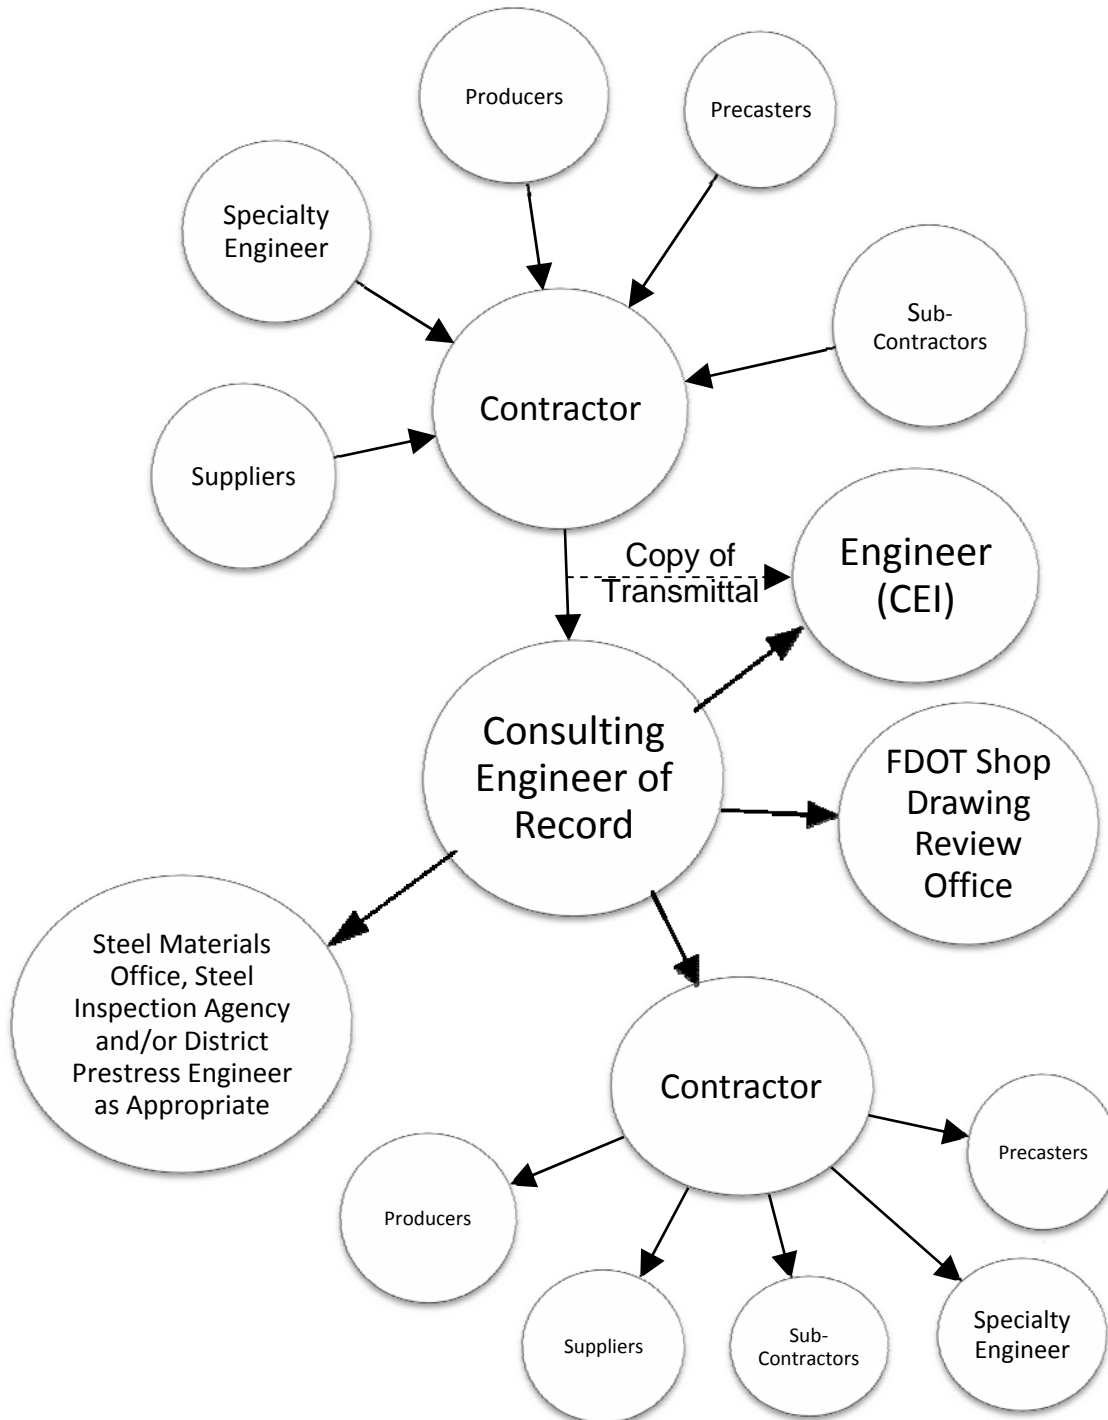 Producers
Precasters
Specialty
Engineer
Sub-
Contractors
Contractor
Suppliers
Copy of
Transmittal
Engineer
(CEI)
Consulting
Engineer of
Record
FDOT Shop
Drawing
Review
Office
Steel Materials
Office, Steel
Inspection Agency
and/or District
Prestress Engineer
as Appropriate
Contractor
Precasters
Producers
Suppliers
Sub-
Contractors
Specialty
Engineer